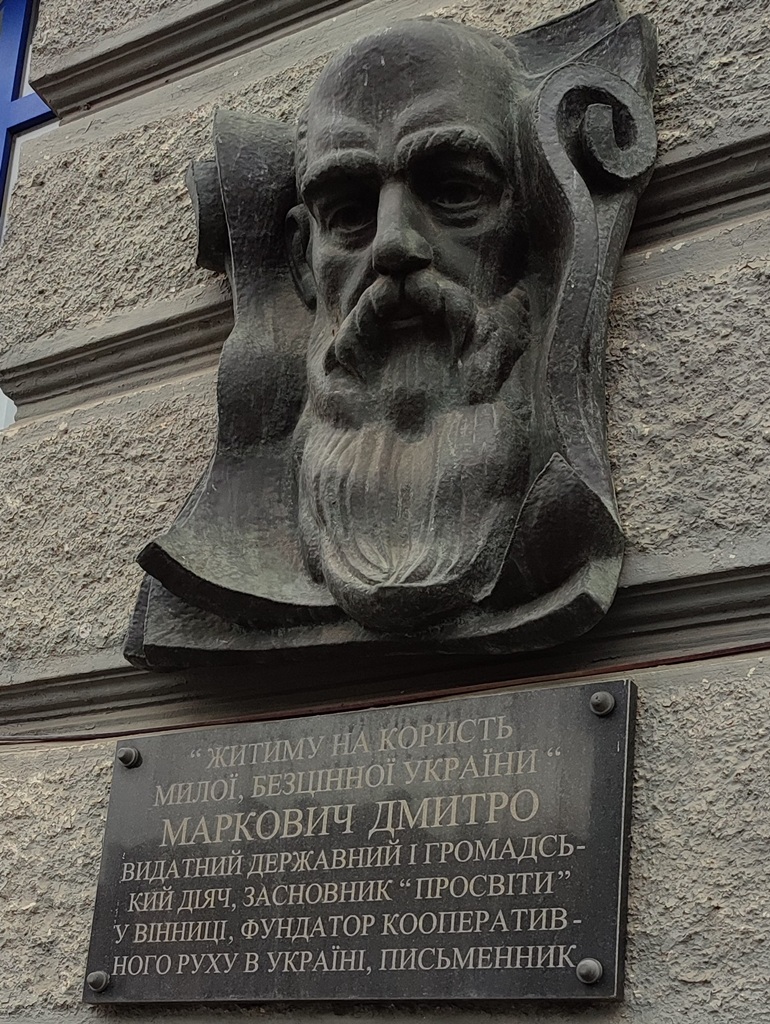 “ЖИТИМУ НА КОРИСТЬ
МИЛОЇ, БЕЗЦІННОЇ УКРАЇНИ“
МАРКОВИЧ ДМИТРО
ВИДАТНИЙ ДЕРЖАВНИЙ І ГРОМАДСЬ-
КИЙ ДІЯЧ, ЗАСНОВНИК “ПРОСВІТИ”
У ВІННИЦІ, ФУНДАТОР КООПЕРАТИВ-
НОГО РУХУ В УКРАЇНІ, ПИСЬМЕННИК